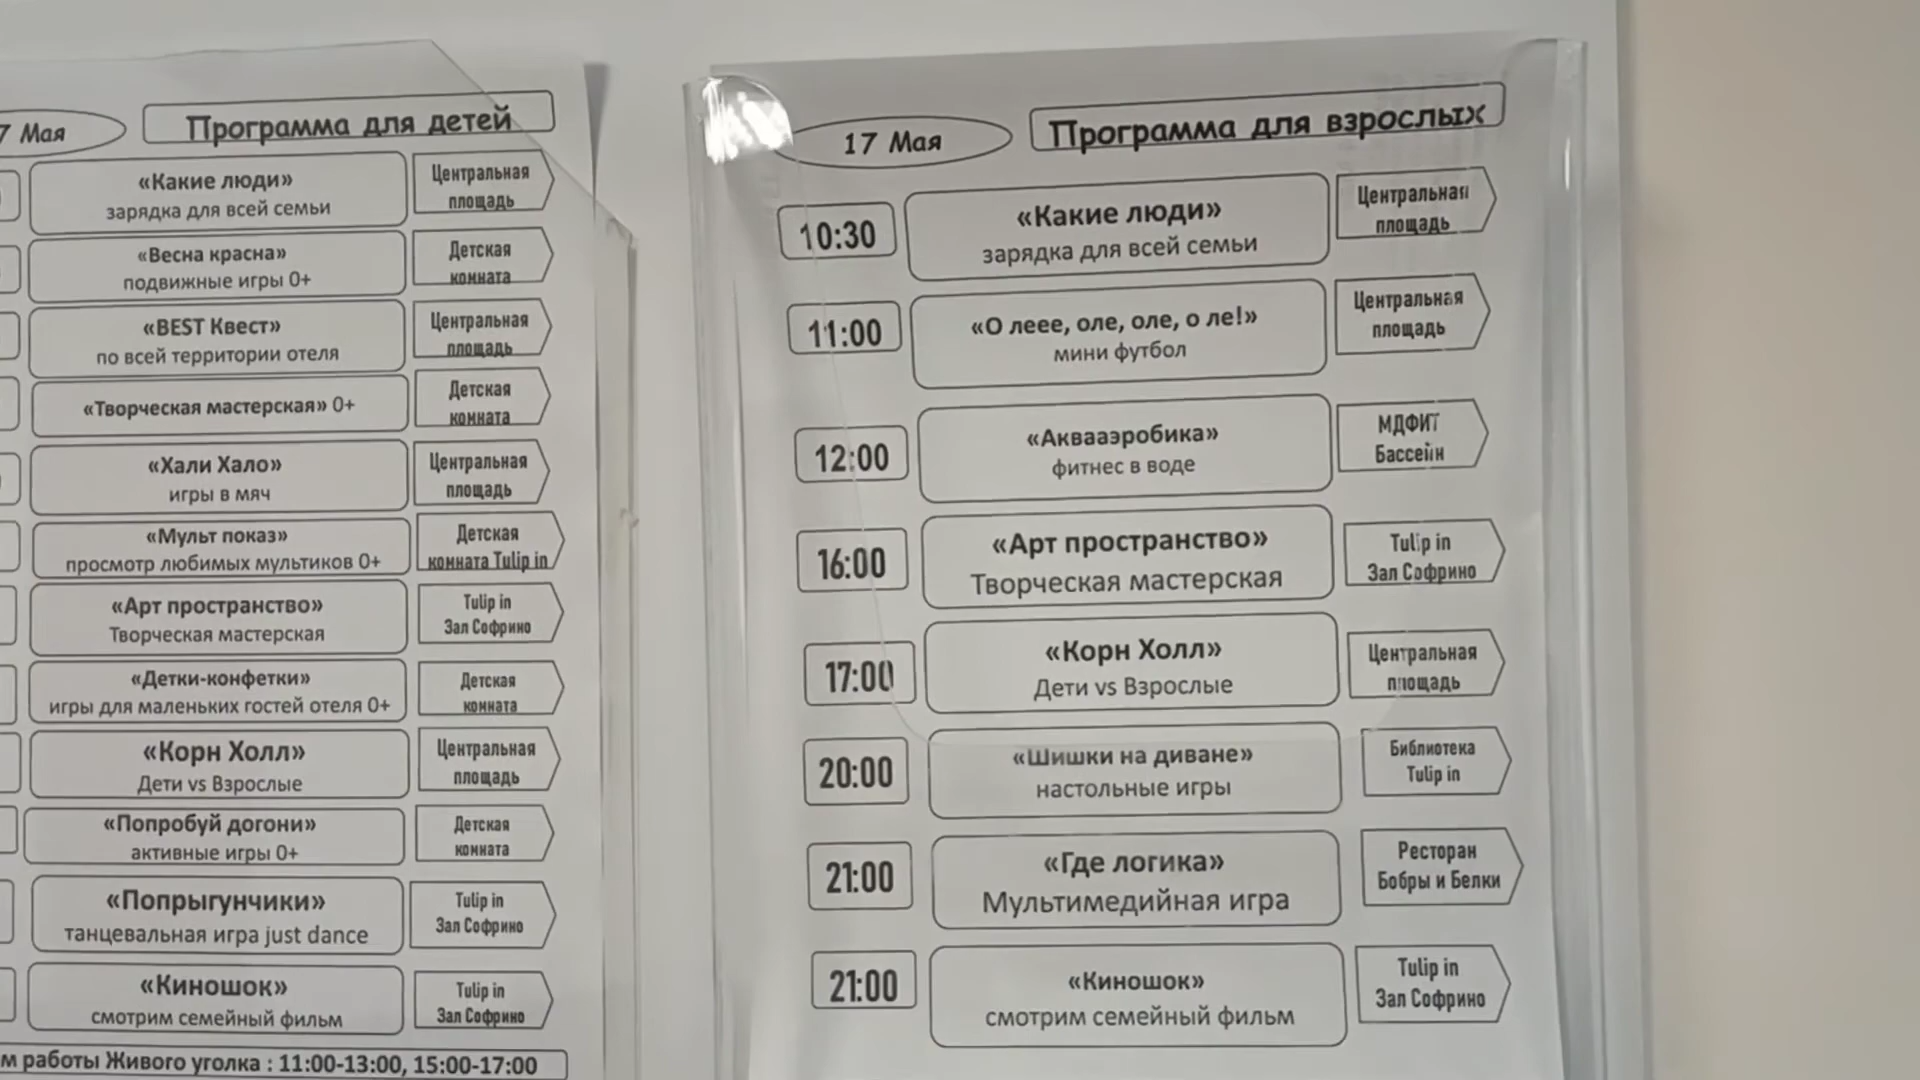 7 Мая
Программа для детей
«Какие люди»
зарядка для всей семьи
Центральная
площадь
«Весна красна»
подвижные игры 0+
Детская
комната
«BEST Квест»
по всей территории отеля
Центральная
площадь
«Творческая мастерская» 0+
Детская
комната
«Хали Хало»
игры в мяч
Центральная
площадь
«Мульт показ»
просмотр любимых мультиков 0+
Детская
комната Tulip in
«Арт пространство»
Творческая мастерская
Tulip in
Зал Софрино
«Детки-конфетки»
игры для маленьких гостей отеля 0+
Детская
комната
«Корн Холл»
Дети vs Взрослые
Центральная
площадь
«Попробуй догони»
активные игры 0+
Детская
комната
«Попрыгунчики»
танцевальная игра just dance
Tulip in
Зал Софрино
«Киношок»
смотрим семейный фильм
Tulip in
Зал Софрино
м работы Живого уголка : 11:00-13:00, 15:00-17:00
17 Мая
Программа для взрослых
10:30
«Какие люди»
зарядка для всей семьи
Центральная
площадь
11:00
«О леее, оле, оле, о ле!»
мини футбол
Центральная
площадь
12:00
«Аквааэробика»
фитнес в воде
МДФИТ
Бассейн
16:00
«Арт пространство»
Творческая мастерская
Tulip in
Зал Софрино
17:00
«Корн Холл»
Дети vs Взрослые
Центральная
площадь
20:00
«Шишки на диване»
настольные игры
Библиотека
Tulip in
21:00
«Где логика»
Мультимедийная игра
Ресторан
Бобры и Белки
21:00
«Киношок»
смотрим семейный фильм
Tulip in
Зал Софрино